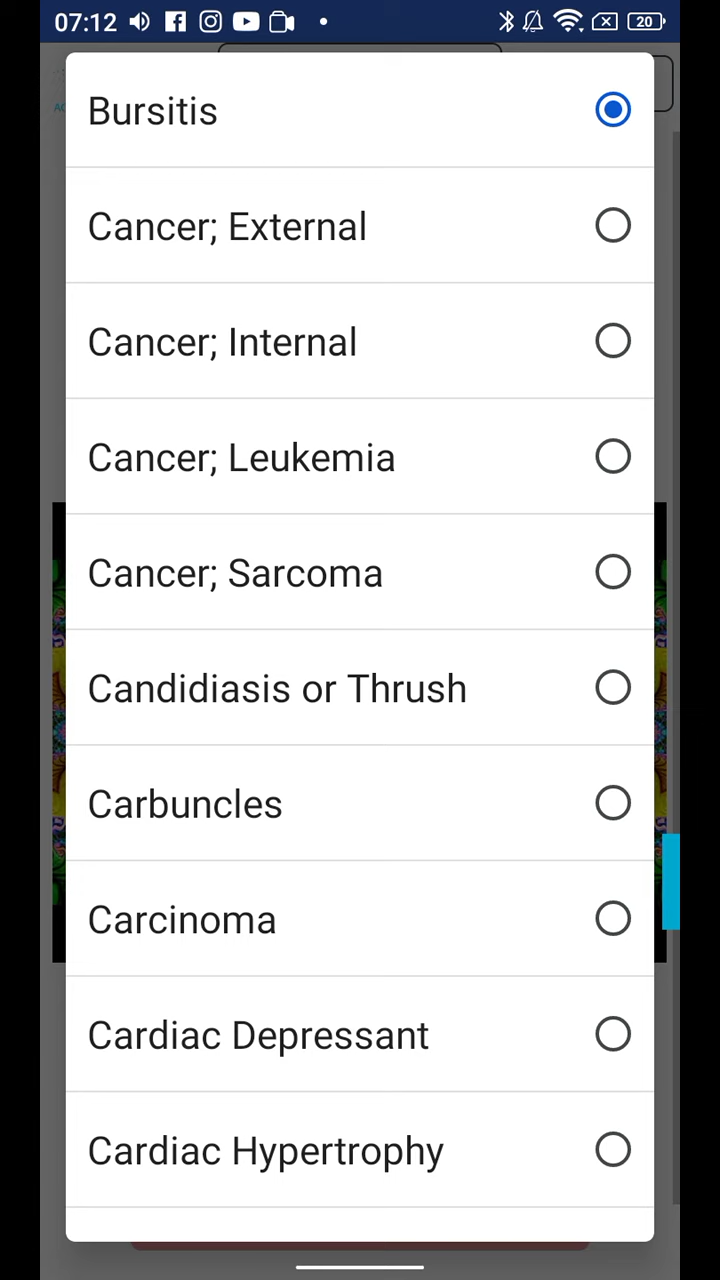 07:12
20
Bursitis
Cancer; External
Cancer; Internal
Cancer; Leukemia
Cancer; Sarcoma
Candidiasis or Thrush
Carbuncles
Carcinoma
Cardiac Depressant
Cardiac Hypertrophy